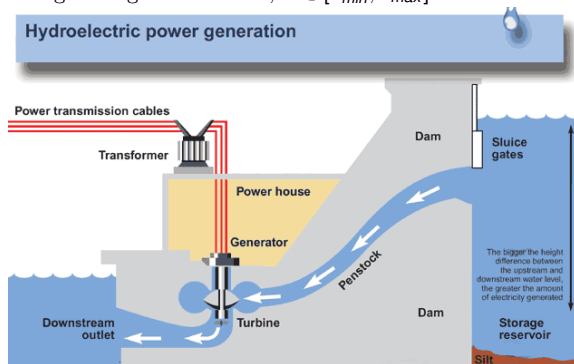 Hydroelectric power generation
Power transmission cables
Transformer
Power house
Generator
Dam
Sluice
gates
Penstock
The bigger the height
difference between
the upstream and
downstream water level,
the greater the amount
of electricity generated
Downstream
outlet
Turbine
Dam
Storage
reservoir
Silt